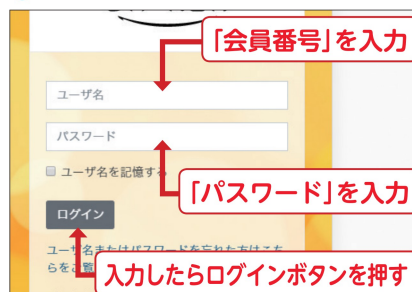 「会員番号」を入力
ユーザ名
パスワード
ユーザ名を記憶す
「パスワード」を入力
ログイン
ユーザ名またはパスワードを忘れた方はこち
らをご覧
入力したらログインボタンを押す